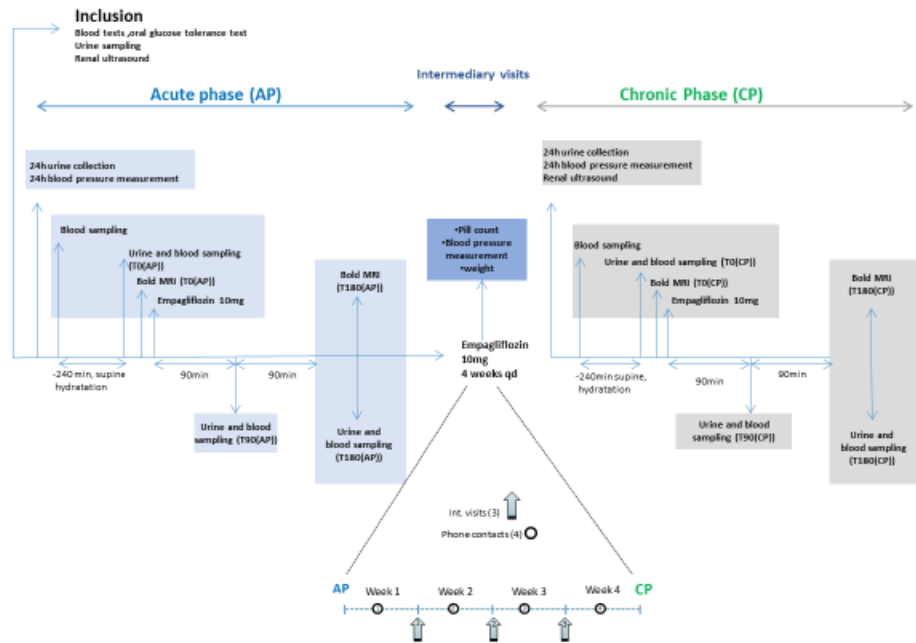 Inclusion
Blood tests ,oral glucose tolerance test
Urine sampling
Renal ultrasound
Acute phase (AP)
Intermediary visits
Chronic Phase (CP)
24h urine collection
24h blood pressure measurement
Blood sampling
Urine and blood sampling
(T0(AP))
Bold MRI (T0(AP))
Empagliflozin 10mg
Bold MRI
(T180(AP))
-240 min, supine
hydratation
90min
90min
Urine and blood
sampling (T90(AP))
Urine and
blood sampling
(T180(AP))
•Pill count
•Blood pressure
measurement
•weight
Empagliflozin
10mg
4 weeks qd
24h urine collection
24h blood pressure measurement
Renal ultrasound
Blood sampling
Urine and blood sampling (T0(CP))
Bold MRI (T0(CP))
Empagliflozin 10mg
Bold MRI
(T180(CP))
-240min supine,
hydratation
90min
90min
Urine and blood
sampling (T90(CP))
Urine and
blood sampling
(T180(CP))
Int. visits (3)
Phone contacts (4)
AP
Week 1
Week 2
Week 3
Week 4
CP